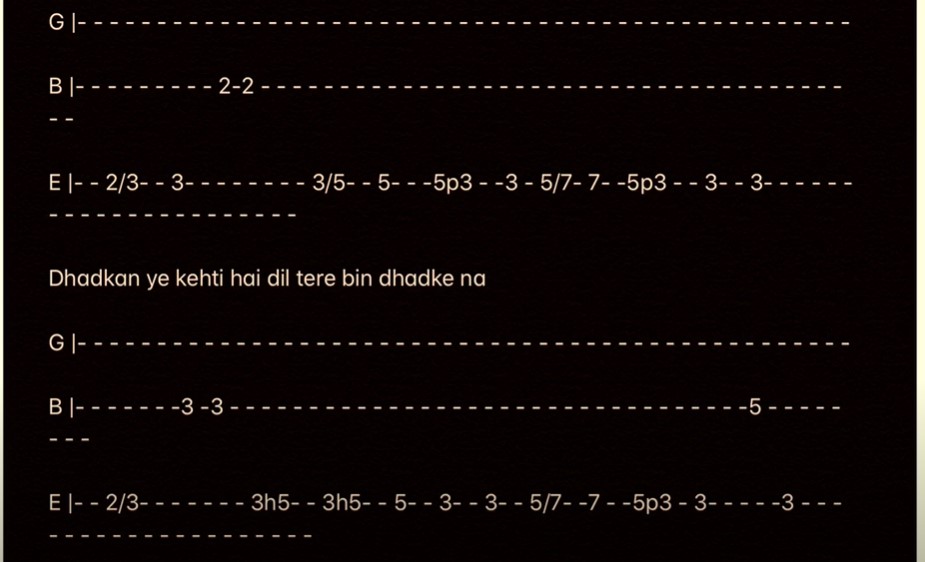 G |- - - - - - - - - - - - - - - - - - - - - - - - - - - - - - - - - - - - - - - - - - - - - - - - -
B |- - - - - - - - - 2-2 - - - - - - - - - - - - - - - - - - - - - - - - - - - - - - - - - - - - -
- -
E |- - 2/3- - 3- - - - - - - - 3/5- - 5- - -5p3 - -3 - 5/7- 7- -5p3 - - 3- - 3- - - - - -
- - - - - - - - - - - - - - - -
Dhadkan ye kehti hai dil tere bin dhadke na
G |- - - - - - - - - - - - - - - - - - - - - - - - - - - - - - - - - - - - - - - - - - - - - - - - -
B |- - - - - - -3 -3 - - - - - - - - - - - - - - - - - - - - - - - - - - - - - - - - -5 - - - - -
- - -
E |- - 2/3- - - - - - - 3h5- - 3h5- - 5- - 3- - 3- - 5/7- -7 - -5p3 - 3- - - - -3 - - -
- - - - - - - - - - - - - - - - -